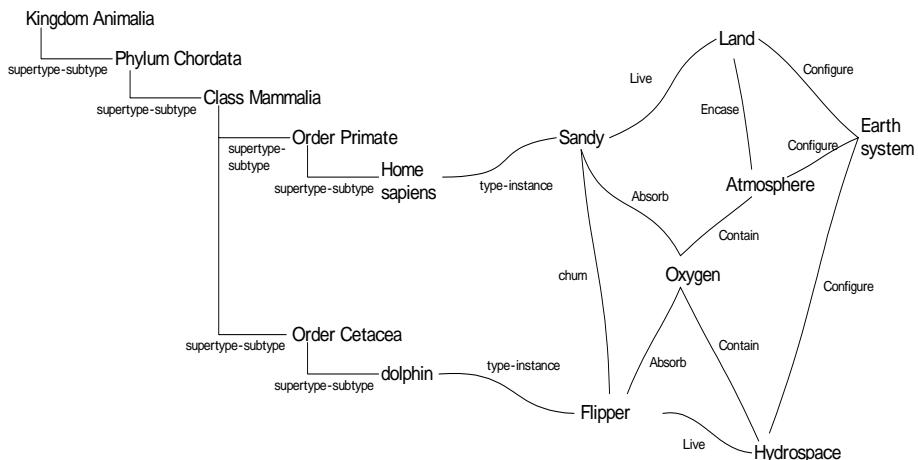 Kingdom Animalia
supertype-subtype
Phylum Chordata
supertype-subtype
Class Mammalia
supertype-
subtype
Order Primate
supertype-subtype
Home
sapiens
type-instance
Sandy
Live
Land
Configure
Encase
Earth
system
Configure
Atmosphere
Absorb
Contain
Oxygen
chum
Configure
supertype-subtype
Order Cetacea
supertype-subtype
dolphin
type-instance
Absorb
Contain
Flipper
Live
Hydrospace